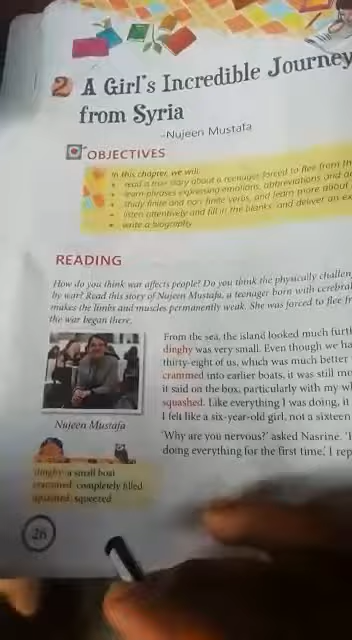 2 A Girl's Incredible Journey
from Syria
-Nujeen Mustafa
OBJECTIVES
In this chapter, we will:
• read a true story about a teenager forced to flee from
• learn phrases expressing emotions, abbreviations and
• study finite and non-finite verbs, and learn more about
• listen attentively and fill in the blanks, and deliver an
• write a biography
READING
How do you think war affects people? Do you think the physically
by war? Read this story of Nujeen Mustafa, a teenager born with
makes the limbs and muscles permanently weak. She was forced to flee
the war began there.
From the sea, the island looked much
dinghy was very small. Even though we
thirty-eight of us, which was much better
crammed into earlier boats, it was still
it said on the box, particularly with my
squashed. Like everything I was doing, it
I felt like a six-year-old girl, not a sixteen
Nujeen Mustafa
'Why are you nervous?' asked Nasrine.
doing everything for the first time,' I
dinghy: a small boat
crammed: completely filled
squashed: squeezed
26